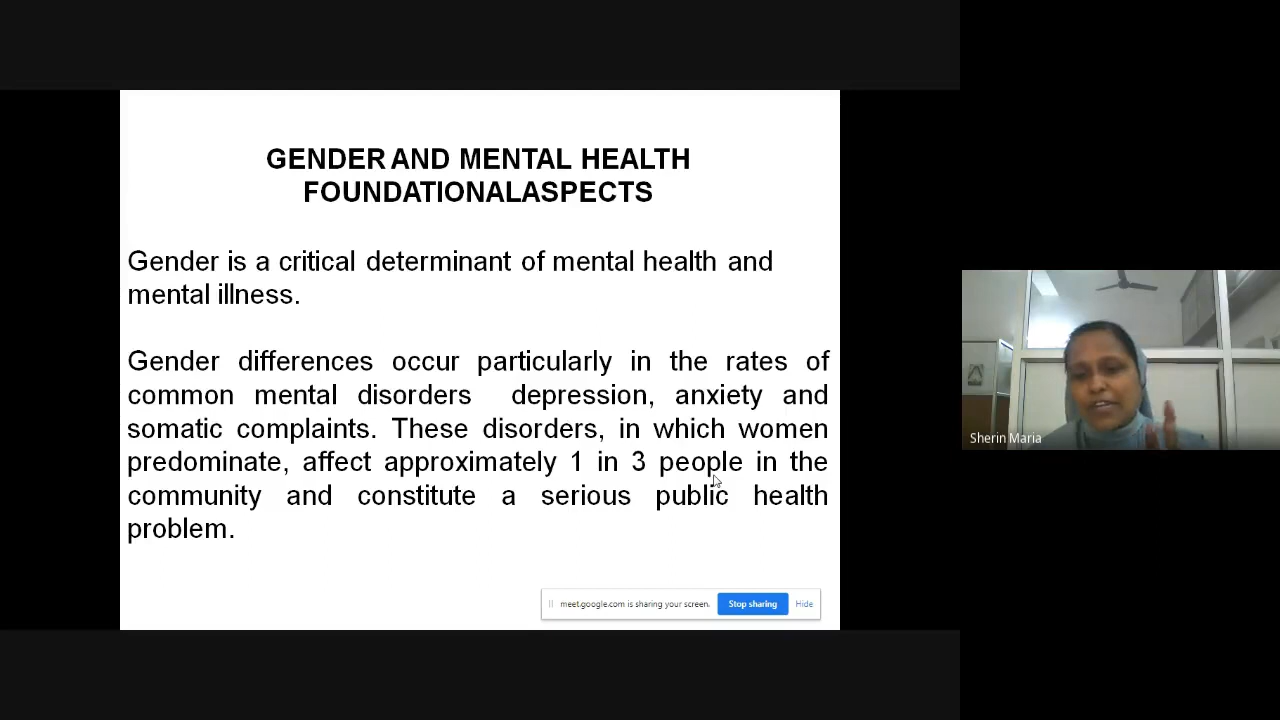 GENDER AND MENTAL HEALTH
FOUNDATIONALASPECTS
Gender is a critical determinant of mental health and
mental illness.
Gender differences occur particularly in the rates of
common mental disorders depression, anxiety and
somatic complaints. These disorders, in which women
predominate, affect approximately 1 in 3 people in the
community and constitute a serious public health
problem.
meet.google.com is sharing your screen.
Stop sharing
Hide
Sherin Maria